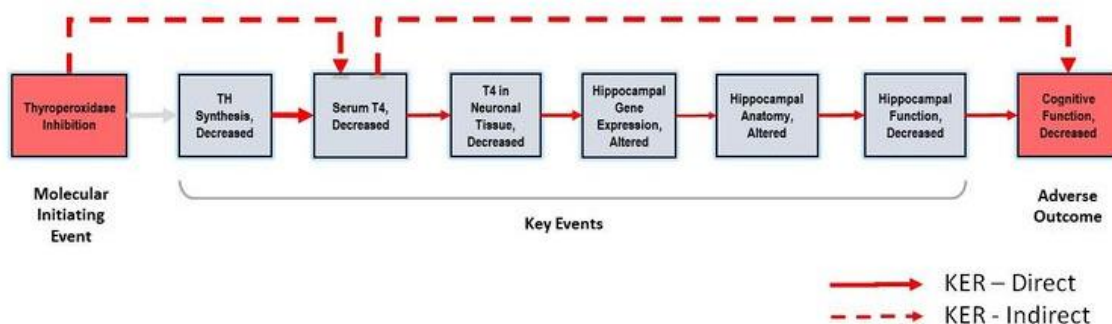 Thyroperoxidase
Inhibition
TH
Synthesis,
Decreased
Serum T4,
Decreased
T4 in
Neuronal
Tissue,
Decreased
Hippocampal
Gene
Expression,
Altered
Hippocampal
Anatomy,
Altered
Hippocampal
Function,
Decreased
Cognitive
Function,
Decreased
Molecular
Initiating
Event
Key Events
Adverse
Outcome
KER – Direct
KER - Indirect